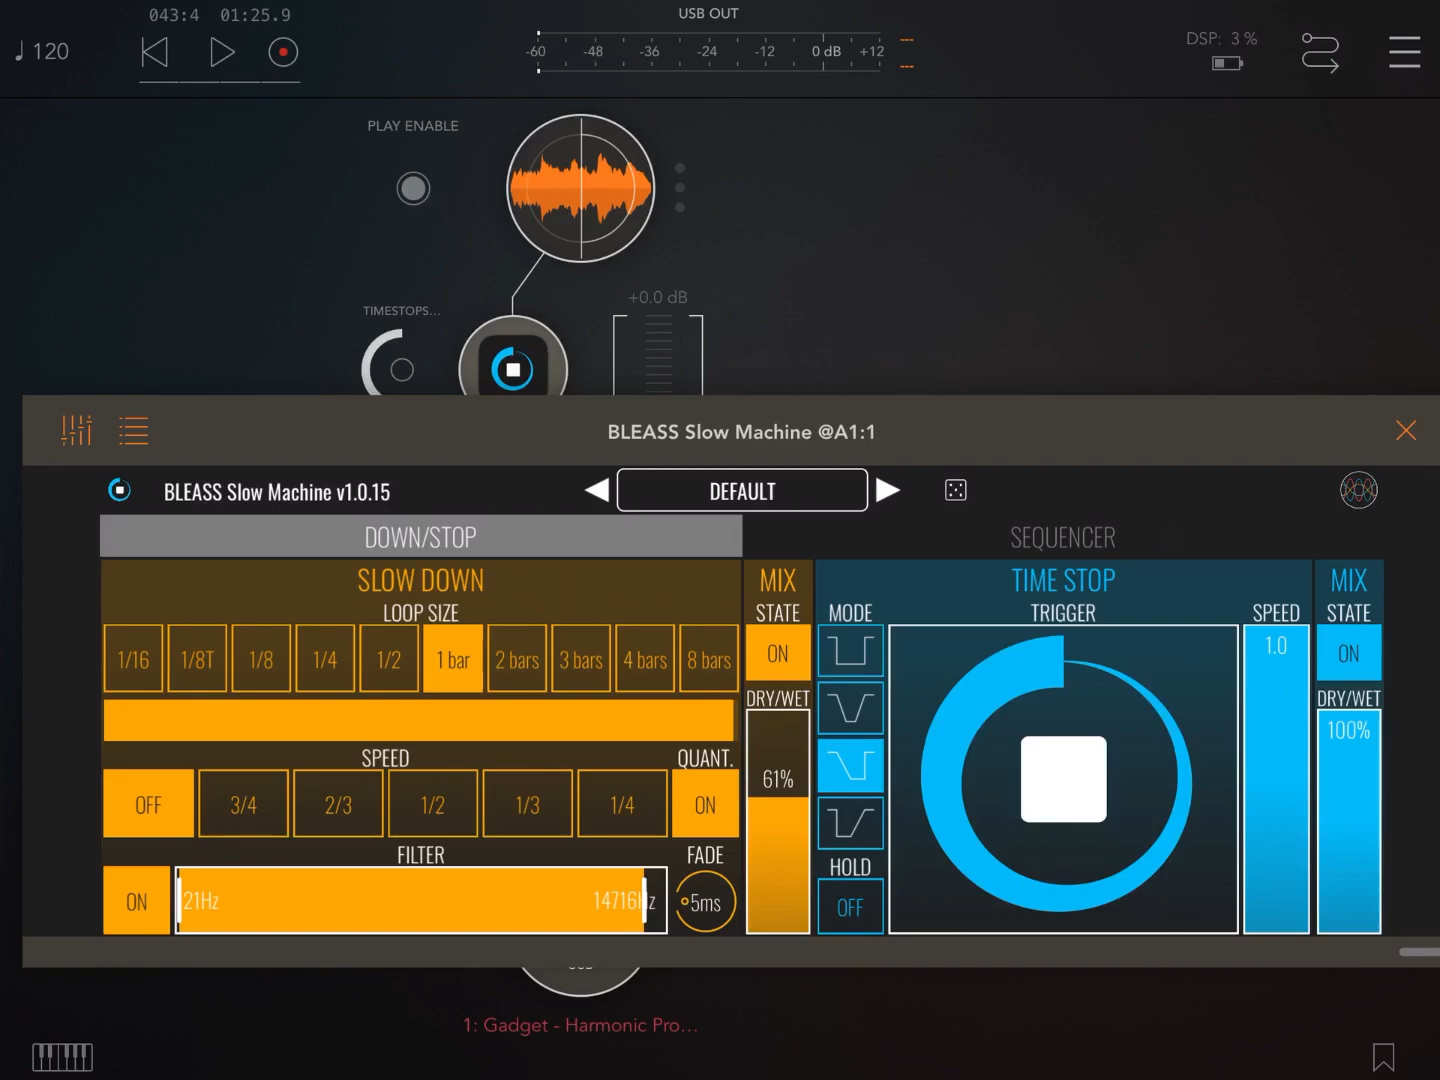 043:4 01:25.9
USB OUT
♩ 120
-60 -48 -36 -24 -12 0 dB +12
DSP: 3 %
PLAY ENABLE
+0.0 dB
TIMESTOPS...
BLEASS Slow Machine @A1:1
BLEASS Slow Machine v1.0.15
DEFAULT
DOWN/STOP
SEQUENCER
SLOW DOWN
MIX
TIME STOP
MIX
LOOP SIZE
STATE
MODE
TRIGGER
SPEED
STATE
1/16 1/8T 1/8 1/4 1/2 1 bar 2 bars 3 bars 4 bars 8 bars
ON
1.0
ON
DRY/WET
DRY/WET
100%
SPEED
QUANT.
61%
OFF 3/4 2/3 1/2 1/3 1/4 ON
FILTER
FADE
HOLD
ON
21Hz
14716Hz
5ms
OFF
1: Gadget - Harmonic Pro...